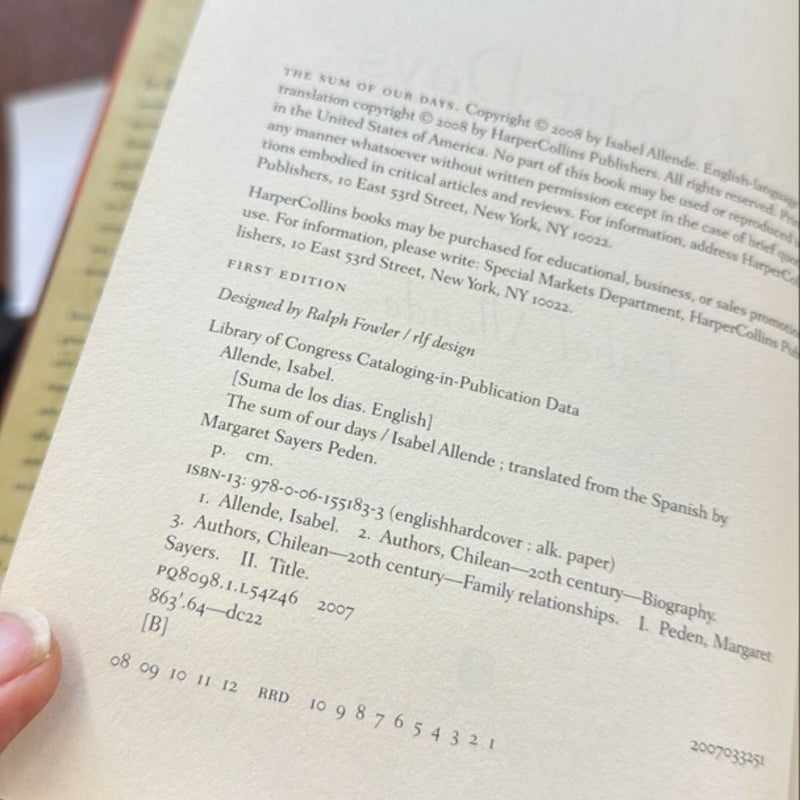 THE SUM OF OUR DAYS. Copyright © 2008 by Isabel Allende. English-language
translation copyright © 2008 by HarperCollins Publishers. All rights reserved.
in the United States of America. No part of this book may be used or reproduced
any manner whatsoever without written permission except in the case of brief
tions embodied in critical articles and reviews. For information, address
Publishers, 10 East 53rd Street, New York, NY 10022.
HarperCollins books may be purchased for educational, business, or sales
use. For information, please write: Special Markets Department, HarperCollins
lishers, 10 East 53rd Street, New York, NY 10022.
FIRST EDITION
Designed by Ralph Fowler / rlf design
Library of Congress Cataloging-in-Publication Data
Allende, Isabel.
[Suma de los dias. English]
The sum of our days / Isabel Allende ; translated from the Spanish by
Margaret Sayers Peden.
p. cm.
ISBN-13: 978-0-06-155183-3 (englishhardcover : alk. paper)
1. Allende, Isabel. 2. Authors, Chilean—20th century—Biography.
3. Authors, Chilean—20th century—Family relationships. I. Peden, Margaret
Sayers. II. Title.
PQ8098.1.L54Z46 2007
863'.64—dc22
[B]
2007033251
08 09 10 11 12 RRD 10 9 8 7 6 5 4 3 2 1